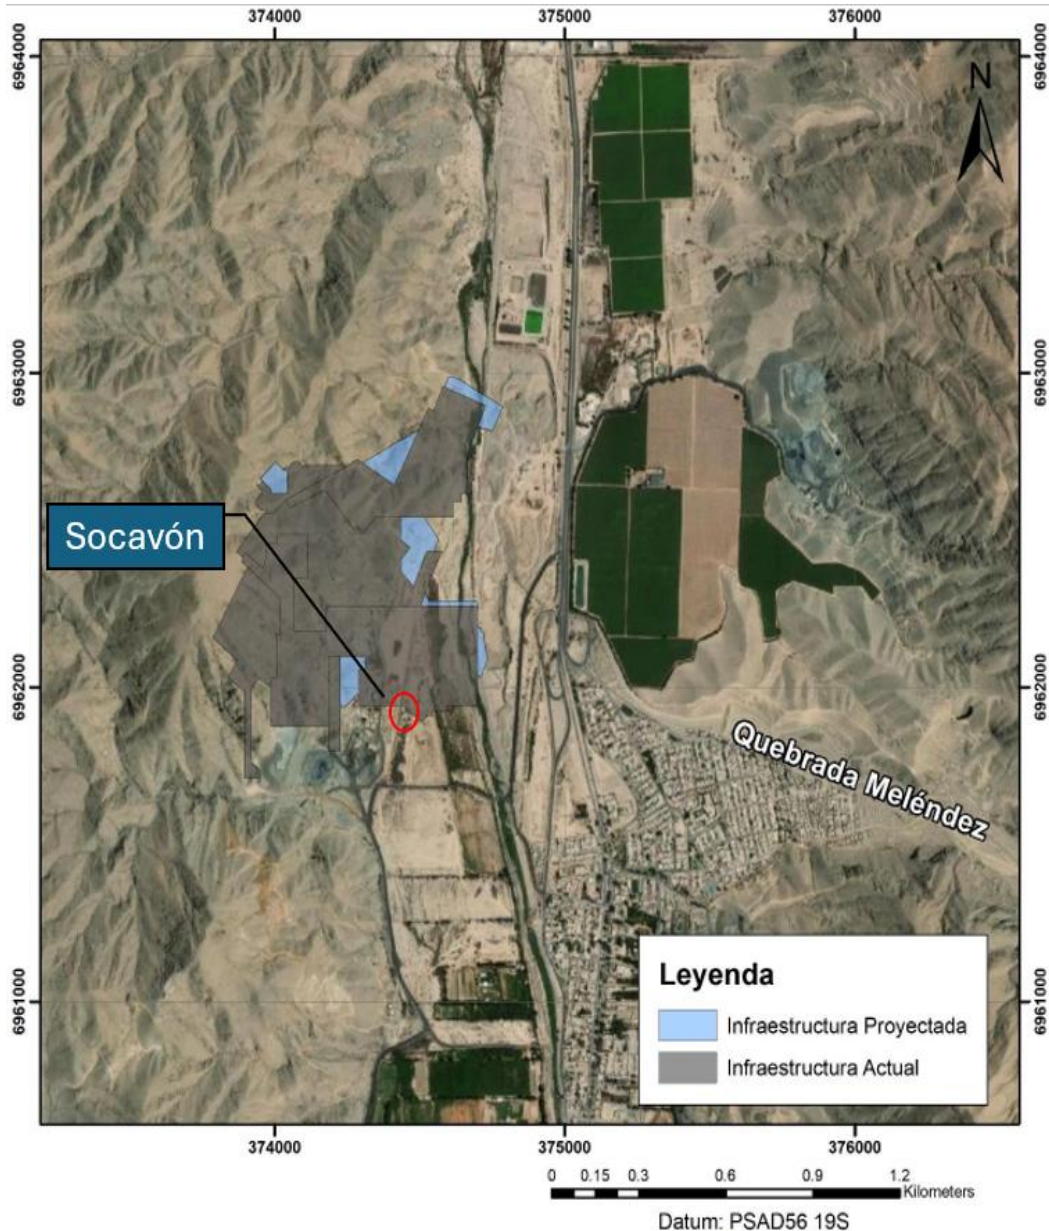 374000
375000
376000
6964000
6964000
N
6963000
6963000
Socavón
6962000
6962000
Quebrada Meléndez
6961000
6961000
Leyenda
Infraestructura Proyectada
Infraestructura Actual
374000
375000
376000
0 0.15 0.3 0.6 0.9 1.2
Kilometers
Datum: PSAD56 19S